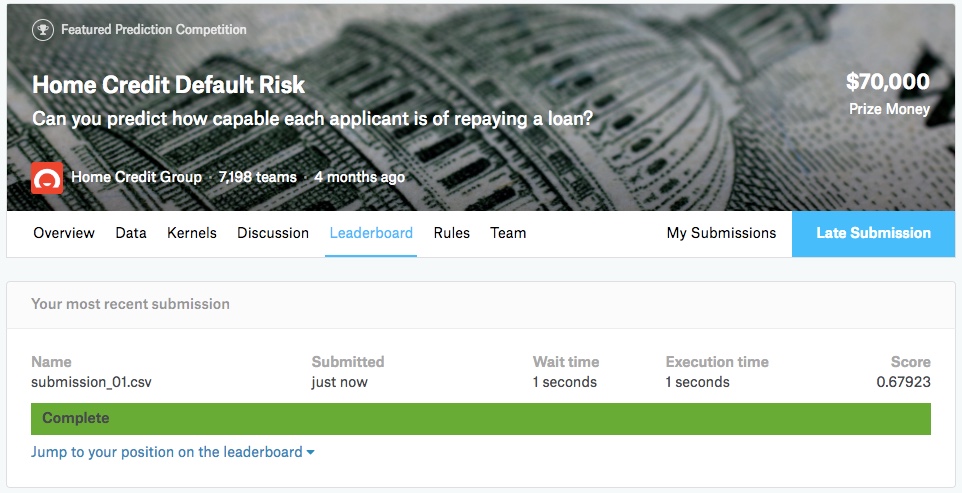 Featured Prediction Competition
Home Credit Default Risk
$70,000
Can you predict how capable each applicant is of repaying a loan?
Prize Money
Home Credit Group · 7,198 teams · 4 months ago
Overview Data Kernels Discussion Leaderboard Rules Team My Submissions Late Submission
Your most recent submission
Name Submitted Wait time Execution time Score
submission_01.csv just now 1 seconds 1 seconds 0.67923
Complete
Jump to your position on the leaderboard